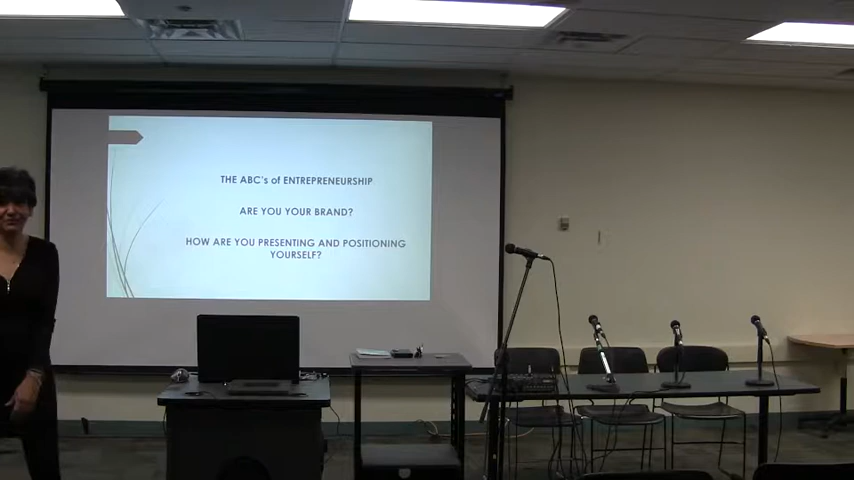 THE ABC's of ENTREPRENEURSHIP
ARE YOU YOUR BRAND?
HOW ARE YOU PRESENTING AND POSITIONING
YOURSELF?